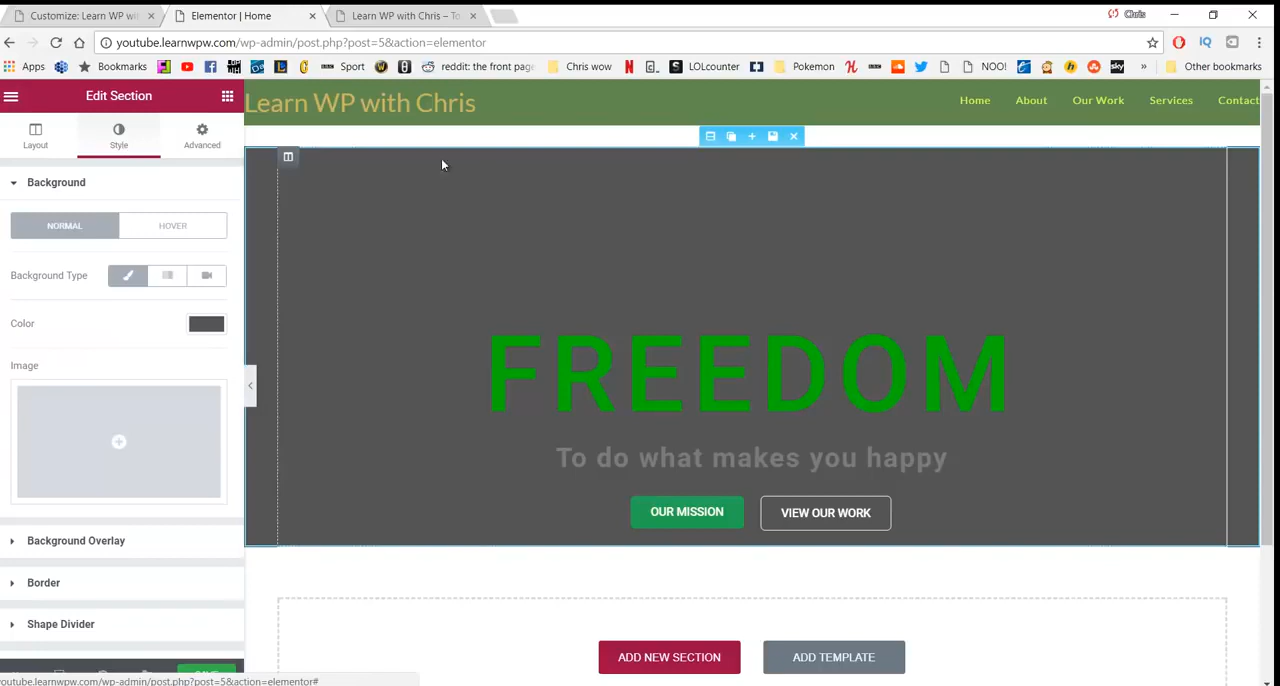 Customize: Learn WP wi
Elementor | Home
Learn WP with Chris – To
Chris
youtube.learnwpw.com/wp-admin/post.php?post=5&action=elementor
Apps
Bookmarks
Sport
reddit: the front page
Chris wow
LOLcounter
Pokemon
NOO!
sky
»
Other bookmarks
Edit Section
Learn WP with Chris
Home
About
Our Work
Services
Contact
Layout
Style
Advanced
Background
NORMAL
HOVER
Background Type
Color
Image
FREEDOM
To do what makes you happy
OUR MISSION
VIEW OUR WORK
Background Overlay
Border
Shape Divider
ADD NEW SECTION
ADD TEMPLATE
youtube.learnwpw.com/wp-admin/post.php?post=5&action=elementor#